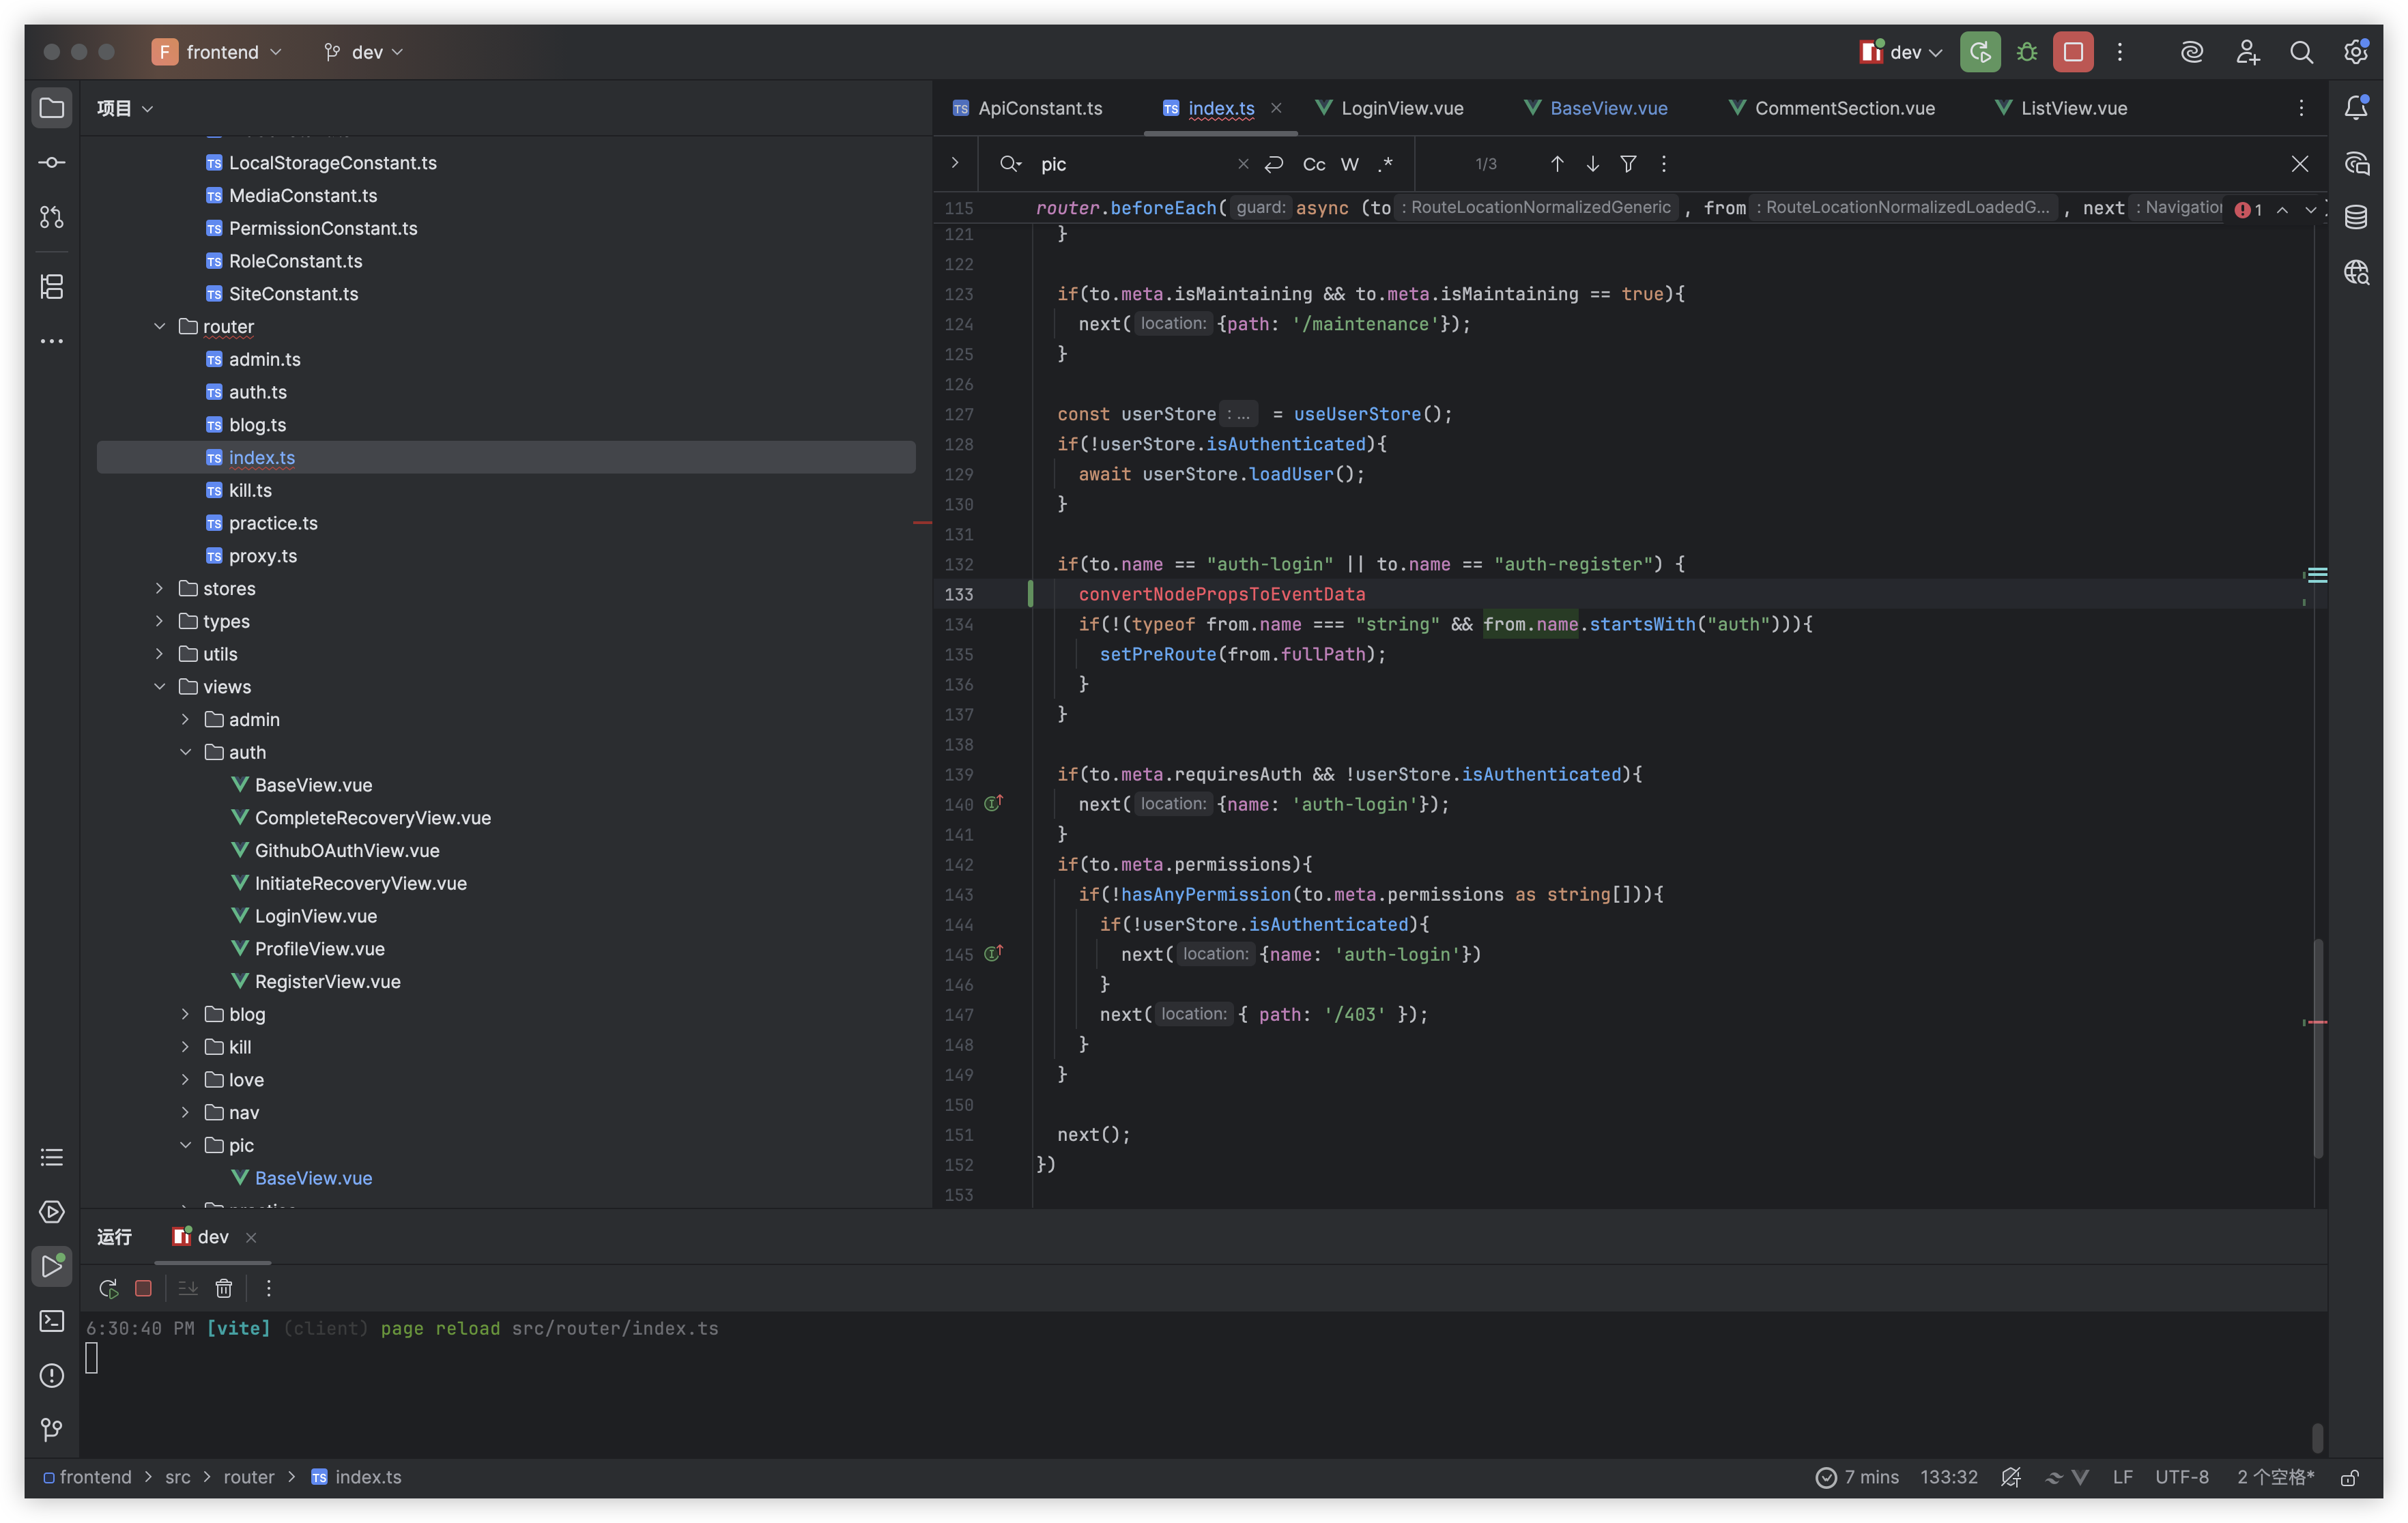 F frontend dev
dev
项目
LocalStorageConstant.ts
MediaConstant.ts
PermissionConstant.ts
RoleConstant.ts
SiteConstant.ts
router
admin.ts
auth.ts
blog.ts
index.ts
kill.ts
practice.ts
proxy.ts
stores
types
utils
views
admin
auth
BaseView.vue
CompleteRecoveryView.vue
GithubOAuthView.vue
InitiateRecoveryView.vue
LoginView.vue
ProfileView.vue
RegisterView.vue
blog
kill
love
nav
pic
BaseView.vue
ApiConstant.ts index.ts LoginView.vue BaseView.vue CommentSection.vue ListView.vue
pic Cc W .* 1/3
115 router.beforeEach( guard: async (to : RouteLocationNormalizedGeneric , from : RouteLocationNormalizedLoadedG... , next : Navigation 1
121 }
122
123 if(to.meta.isMaintaining && to.meta.isMaintaining == true){
124 next( location: {path: '/maintenance'});
125 }
126
127 const userStore : ... = useUserStore();
128 if(!userStore.isAuthenticated){
129 await userStore.loadUser();
130 }
131
132 if(to.name == "auth-login" || to.name == "auth-register") {
133 convertNodePropsToEventData
134 if(!(typeof from.name === "string" && from.name.startsWith("auth"))){
135 setPreRoute(from.fullPath);
136 }
137 }
138
139 if(to.meta.requiresAuth && !userStore.isAuthenticated){
140 next( location: {name: 'auth-login'});
141 }
142 if(to.meta.permissions){
143 if(!hasAnyPermission(to.meta.permissions as string[])){
144 if(!userStore.isAuthenticated){
145 next( location: {name: 'auth-login'})
146 }
147 next( location: { path: '/403' });
148 }
149 }
150
151 next();
152 })
153
运行 dev
6:30:40 PM [vite] (client) page reload src/router/index.ts
frontend > src > router > index.ts
7 mins 133:32 LF UTF-8 2 个空格*